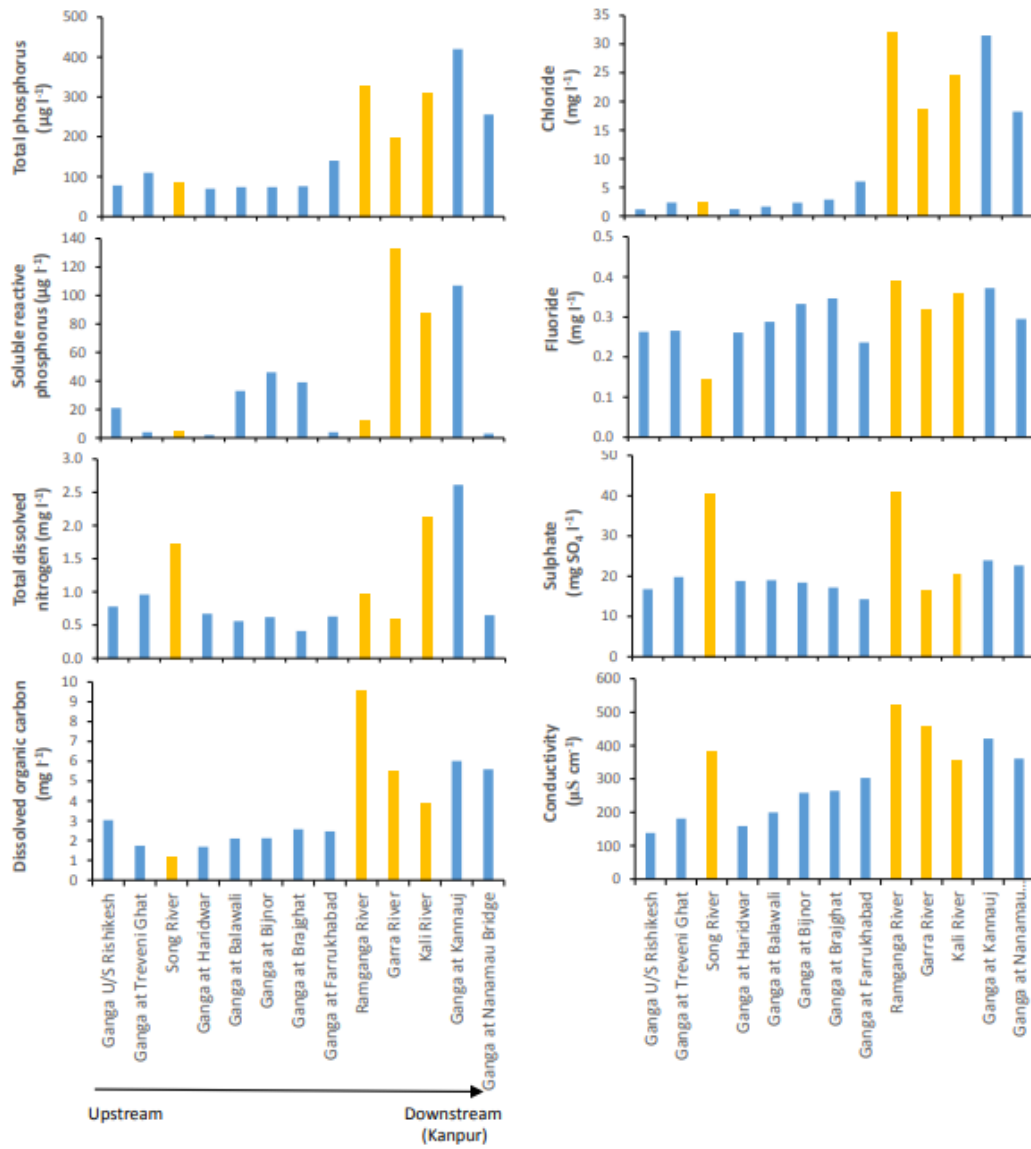 Total phosphorus
(µg l-1)
500
400
300
200
100
0
Soluble reactive
phosphorus (µg l-1)
140
120
100
80
60
40
20
0
Total dissolved
nitrogen (mg l-1)
3.0
2.5
2.0
1.5
1.0
0.5
0.0
Dissolved organic carbon
(mg l-1)
10
9
8
7
6
5
4
3
2
1
0
Ganga U/S Rishikesh
Ganga at Treveni Ghat
Song River
Ganga at Haridwar
Ganga at Balawali
Ganga at Bijnor
Ganga at Brajghat
Ganga at Farrukhabad
Ramganga River
Garra River
Kali River
Ganga at Kannauj
Ganga at Nanamau Bridge
Chloride
(mg l-1)
35
30
25
20
15
10
5
0
Fluoride
(mg l-1)
0.5
0.4
0.3
0.2
0.1
0.0
Sulphate
(mg SO4 l-1)
50
40
30
20
10
0
Conductivity
(µS cm-1)
600
500
400
300
200
100
0
Ganga U/S Rishikesh
Ganga at Treveni Ghat
Song River
Ganga at Haridwar
Ganga at Balawali
Ganga at Bijnor
Ganga at Brajghat
Ganga at Farrukhabad
Ramganga River
Garra River
Kali River
Ganga at Kannauj
Ganga at Nanamau...
Upstream
Downstream
(Kanpur)